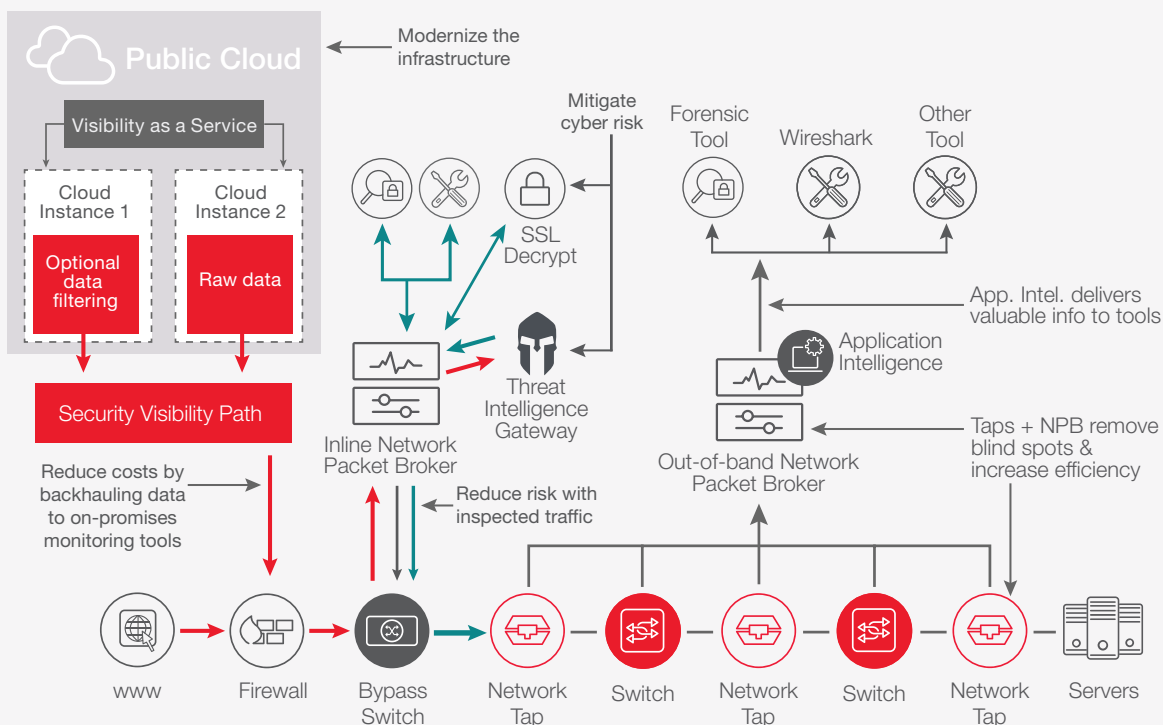 Public Cloud
Modernize the
infrastructure
Visibility as a Service
Cloud
Instance 1
Optional
data
filtering
Cloud
Instance 2
Raw data
Security Visibility Path
Reduce costs by
backhauling data
to on-promises
monitoring tools
Mitigate
cyber risk
SSL
Decrypt
Threat
Intelligence
Gateway
Inline Network
Packet Broker
Reduce risk with
inspected traffic
Forensic
Tool
Wireshark
Other
Tool
App. Intel. delivers
valuable info to tools
Application
Intelligence
Out-of-band Network
Packet Broker
Taps + NPB remove
blind spots &
increase efficiency
www
Firewall
Bypass
Switch
Network
Tap
Switch
Network
Tap
Switch
Network
Tap
Servers